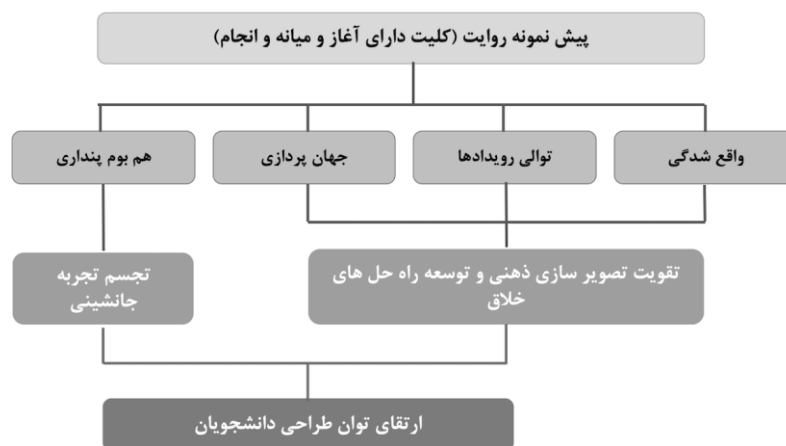 پیش نمونه روایت (کلیت دارای آغاز و میانه و انجام)
واقع شدگی
توالی رویدادها
جهان پردازی
هم بوم پنداری
تقویت تصویر سازی ذهنی و توسعه راه حل های
خلاق
تجسم تجربه
جانشینی
ارتقای توان طراحی دانشجویان